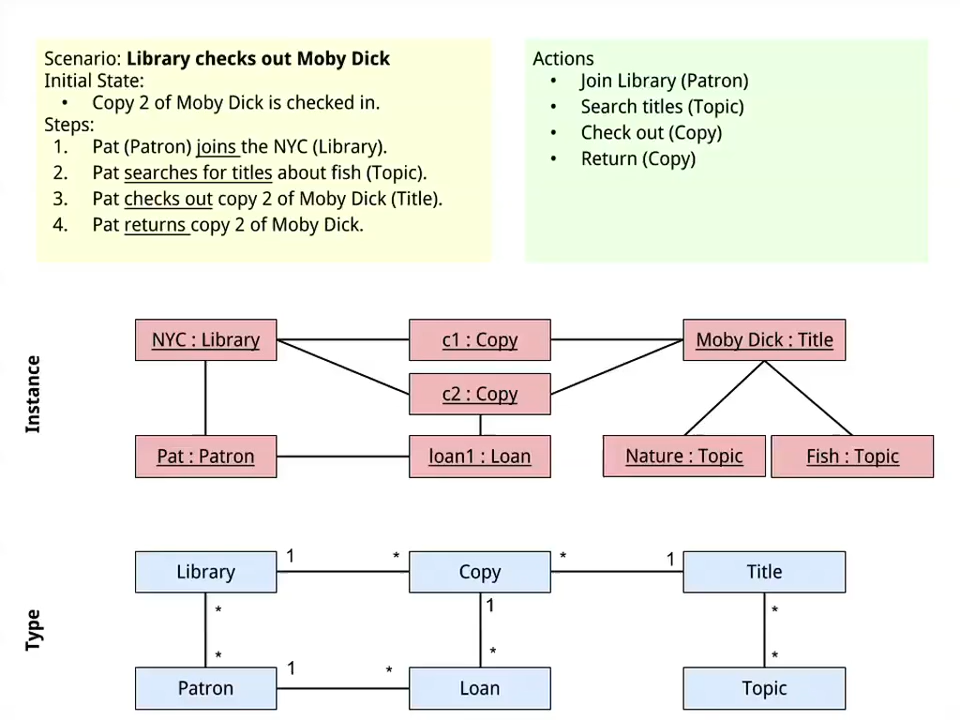 Scenario: Library checks out Moby Dick
Initial State:
• Copy 2 of Moby Dick is checked in.
Steps:
1. Pat (Patron) joins the NYC (Library).
2. Pat searches for titles about fish (Topic).
3. Pat checks out copy 2 of Moby Dick (Title).
4. Pat returns copy 2 of Moby Dick.
Actions
• Join Library (Patron)
• Search titles (Topic)
• Check out (Copy)
• Return (Copy)
Instance
NYC : Library
c1 : Copy
Moby Dick : Title
c2 : Copy
Pat : Patron
loan1 : Loan
Nature : Topic
Fish : Topic
Type
Library
1
*
Copy
*
1
Title
*
1
*
*
*
*
Patron
1
*
Loan
Topic